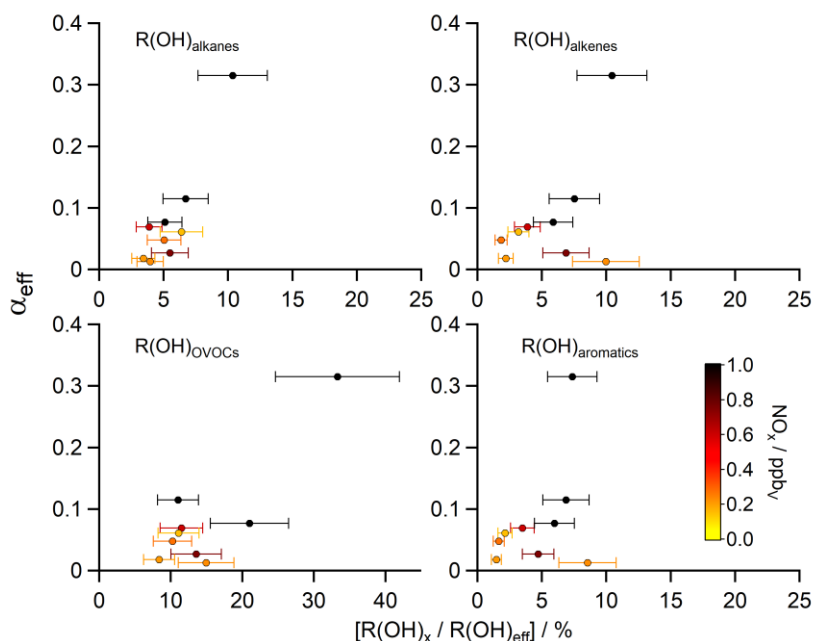 0.4
0.3
0.2
0.1
0
R(OH)alkanes
0 5 10 15 20 25
0.4
0.3
0.2
0.1
0
R(OH)alkenes
0 5 10 15 20 25
αeff
0.4
0.3
0.2
0.1
0
R(OH)OVOCs
0 10 20 30 40
0.4
0.3
0.2
0.1
0
R(OH)aromatics
0 5 10 15 20 25
1.0
0.8
0.6
0.4
0.2
0.0
NOx / ppbv
[R(OH)x / R(OH)eff] / %